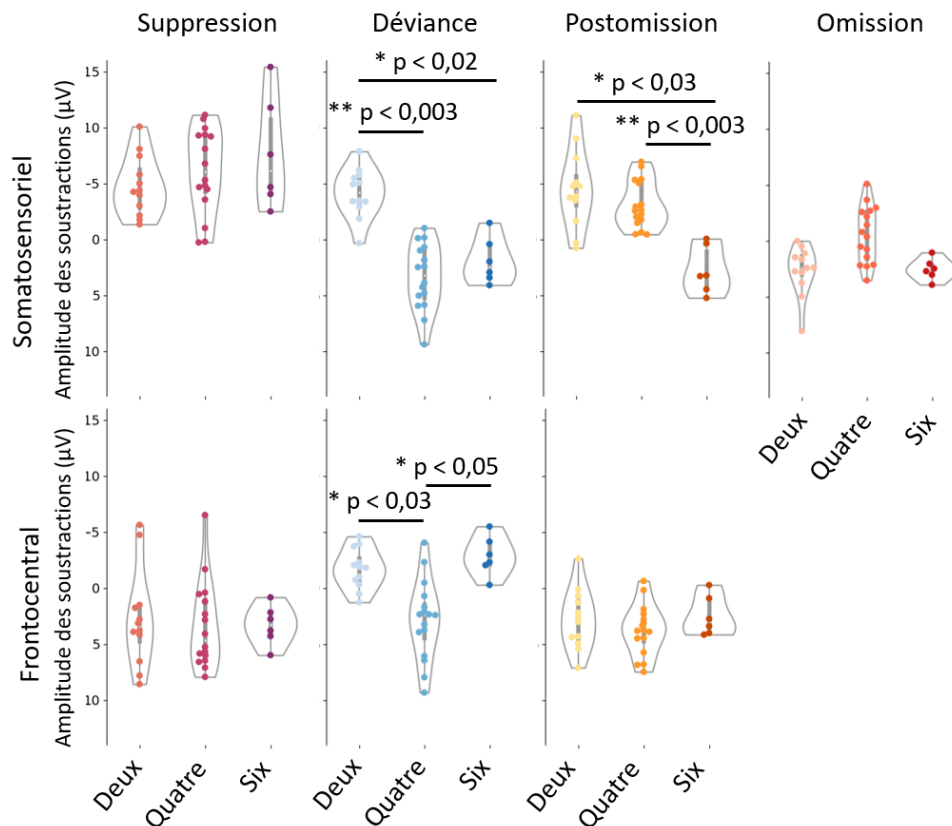 Suppression
Déviance
Postomission
Omission
Somatosensoriel
Amplitude des soustractions (µV)
15
10
-5
0
5
10
* p < 0,02
** p < 0,003
* p < 0,03
** p < 0,003
Deux
Quatre
Six
Frontocentral
Amplitude des soustractions (µV)
15
10
-5
0
5
10
* p < 0,05
* p < 0,03
Deux
Quatre
Six
Deux
Quatre
Six
Deux
Quatre
Six